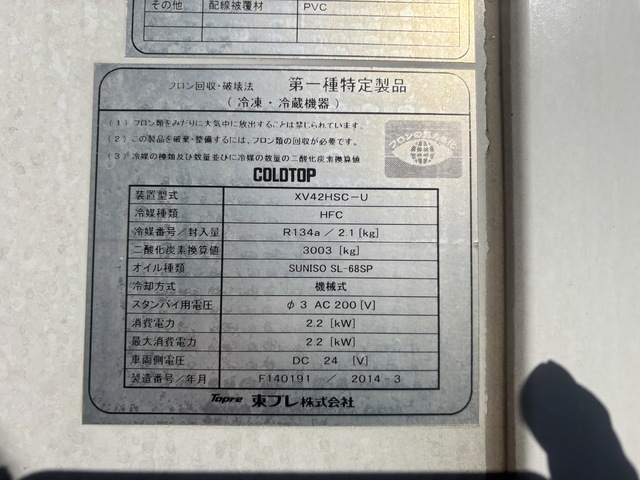 その他 配線被覆材 PVC
フロン回収・破壊法 第一種特定製品
(冷凍・冷蔵機器)
(1) フロン類をみだりに大気中に放出することは禁じられています。
(2) この製品を破棄・整備するには、フロン類の回収が必要です。
(3) 冷媒の種類及び数量並びに冷媒の数量の二酸化炭素換算値
COLDTOP
装置型式 XV42HSC-U
冷媒種類 HFC
冷媒番号/封入量 R134a / 2.1 [kg]
二酸化炭素換算値 3003 [kg]
オイル種類 SUNISO SL-68SP
冷却方式 機械式
スタンバイ用電圧 φ3 AC 200 [V]
消費電力 2.2 [kW]
最大消費電力 2.2 [kW]
車両側電圧 DC 24 [V]
製造番号/年月 F140191 / 2014-3
Topre 東プレ株式会社